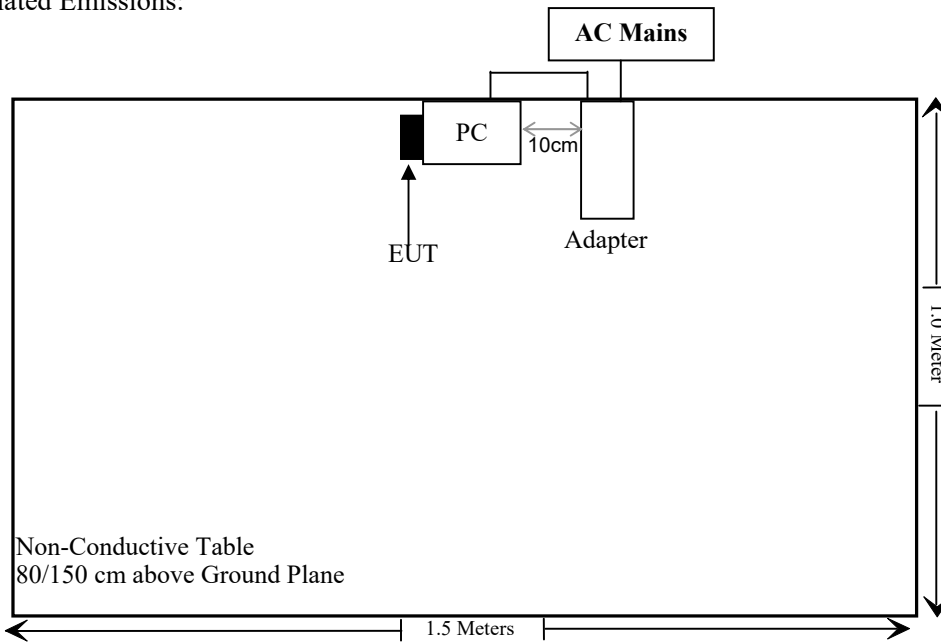 Emissions:
AC Mains
PC
10cm
EUT
Adapter
1.0 Meter
Non-Conductive Table
80/150 cm above Ground Plane
1.5 Meters